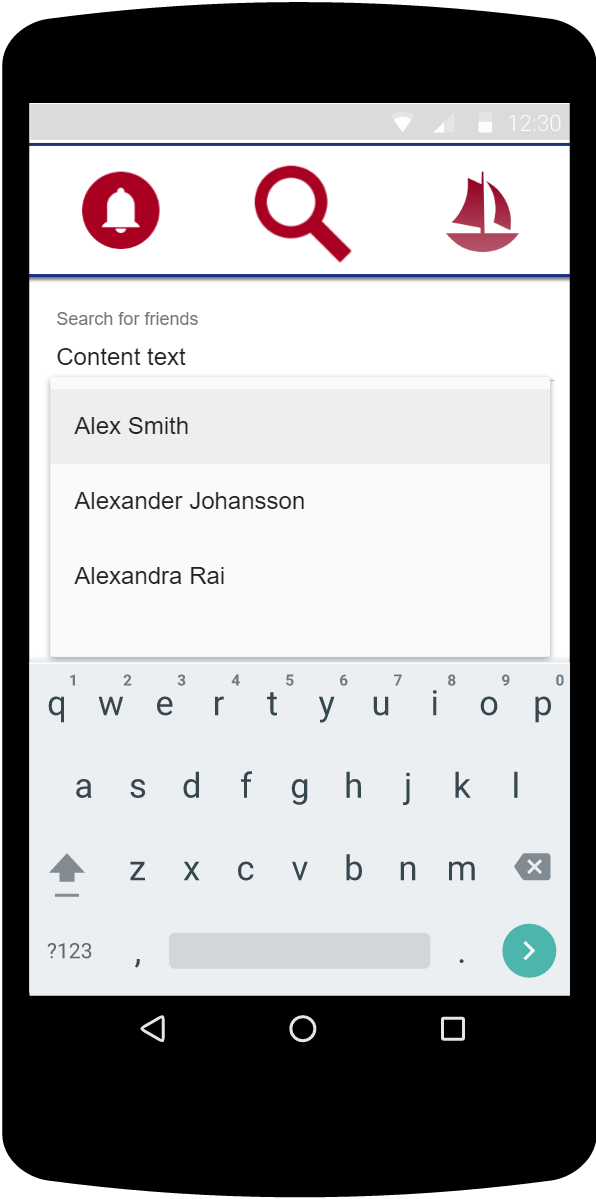 12:30
Search for friends
Content text
Alex Smith
Alexander Johansson
Alexandra Rai
1 2 3 4 5 6 7 8 9 0
q w e r t y u i o p
a s d f g h j k l
z x c v b n m
?123 , .